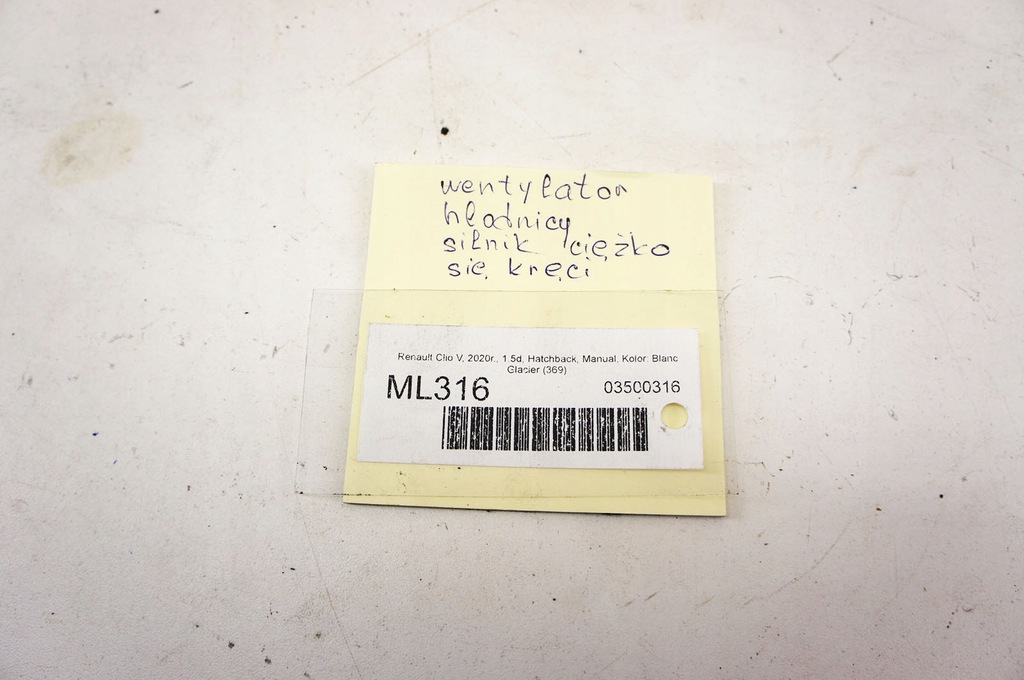 wentylator
hłodnicy
silnik ciężko
się kręci
Renault Clio V, 2020r., 1.5d, Hatchback, Manual, Kolor: Blanc
Glacier (369)
ML316 03500316